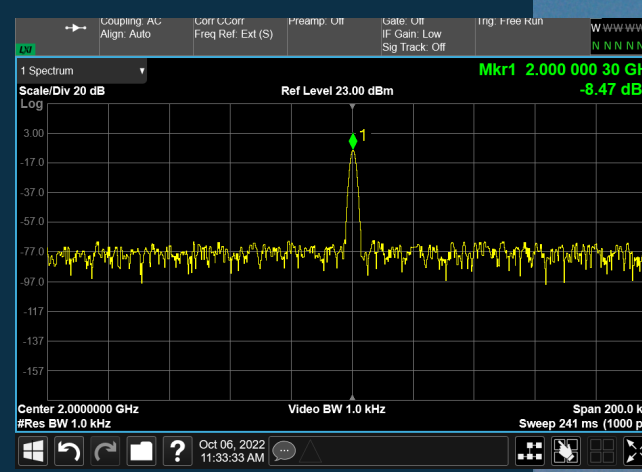 Coupling: AC
Align: Auto
Corr CCorr
Freq Ref: Ext (S)
Preamp: Off
Gate: Off
IF Gain: Low
Sig Track: Off
Trig: Free Run
W W W W W
N N N N N
LXI
1 Spectrum
Mkr1 2.000 000 30 GH
Scale/Div 20 dB
Ref Level 23.00 dBm
-8.47 dB
Log
1
3.00
-17.0
-37.0
-57.0
-77.0
-97.0
-117
-137
-157
Center 2.0000000 GHz
Video BW 1.0 kHz
Span 200.0 k
#Res BW 1.0 kHz
Sweep 241 ms (1000 p
?
Oct 06, 2022
11:33:33 AM